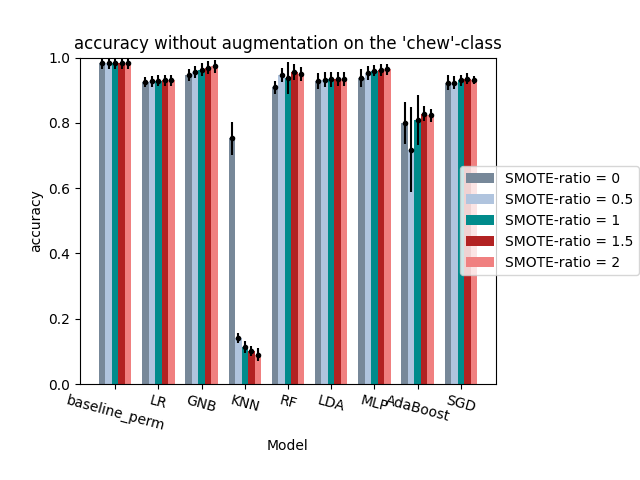 accuracy without augmentation on the 'chew'-class
1.0
0.8
0.6
0.4
0.2
0.0
accuracy
SMOTE-ratio = 0
SMOTE-ratio = 0.5
SMOTE-ratio = 1
SMOTE-ratio = 1.5
SMOTE-ratio = 2
baseline_perm LR GNB KNN RF LDA MLP AdaBoost SGD
Model